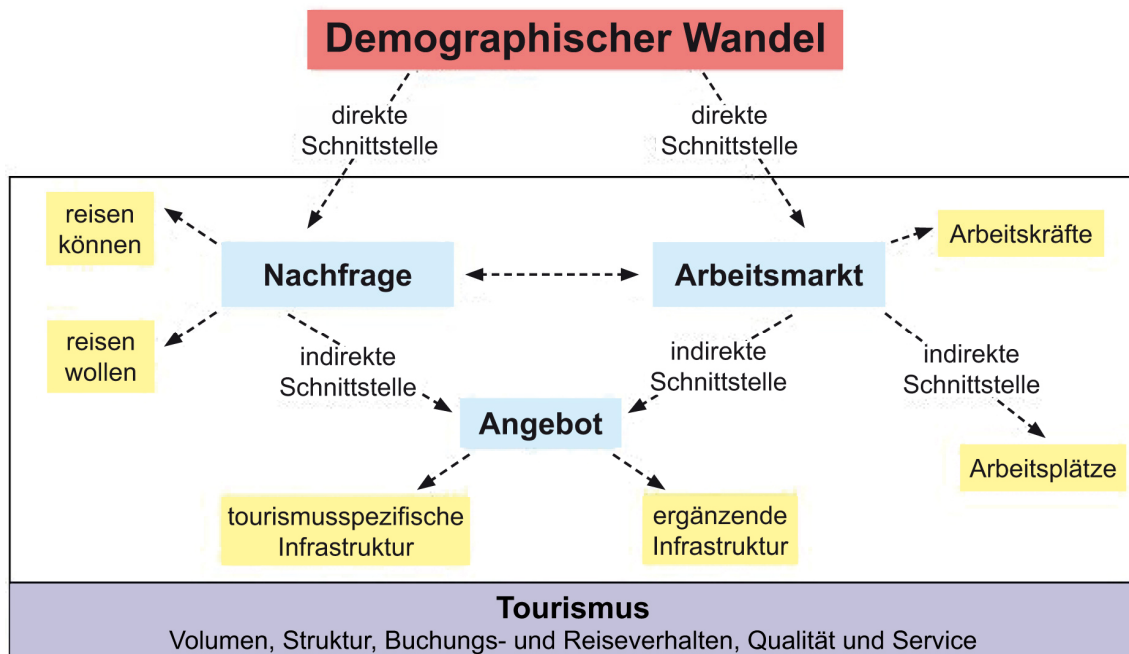 Demographischer Wandel
direkte
Schnittstelle
direkte
Schnittstelle
reisen
können
Arbeitskräfte
Nachfrage
Arbeitsmarkt
reisen
wollen
indirekte
Schnittstelle
indirekte
Schnittstelle
indirekte
Schnittstelle
Angebot
Arbeitsplätze
tourismusspezifische
Infrastruktur
ergänzende
Infrastruktur
Tourismus
Volumen, Struktur, Buchungs- und Reiseverhalten, Qualität und Service